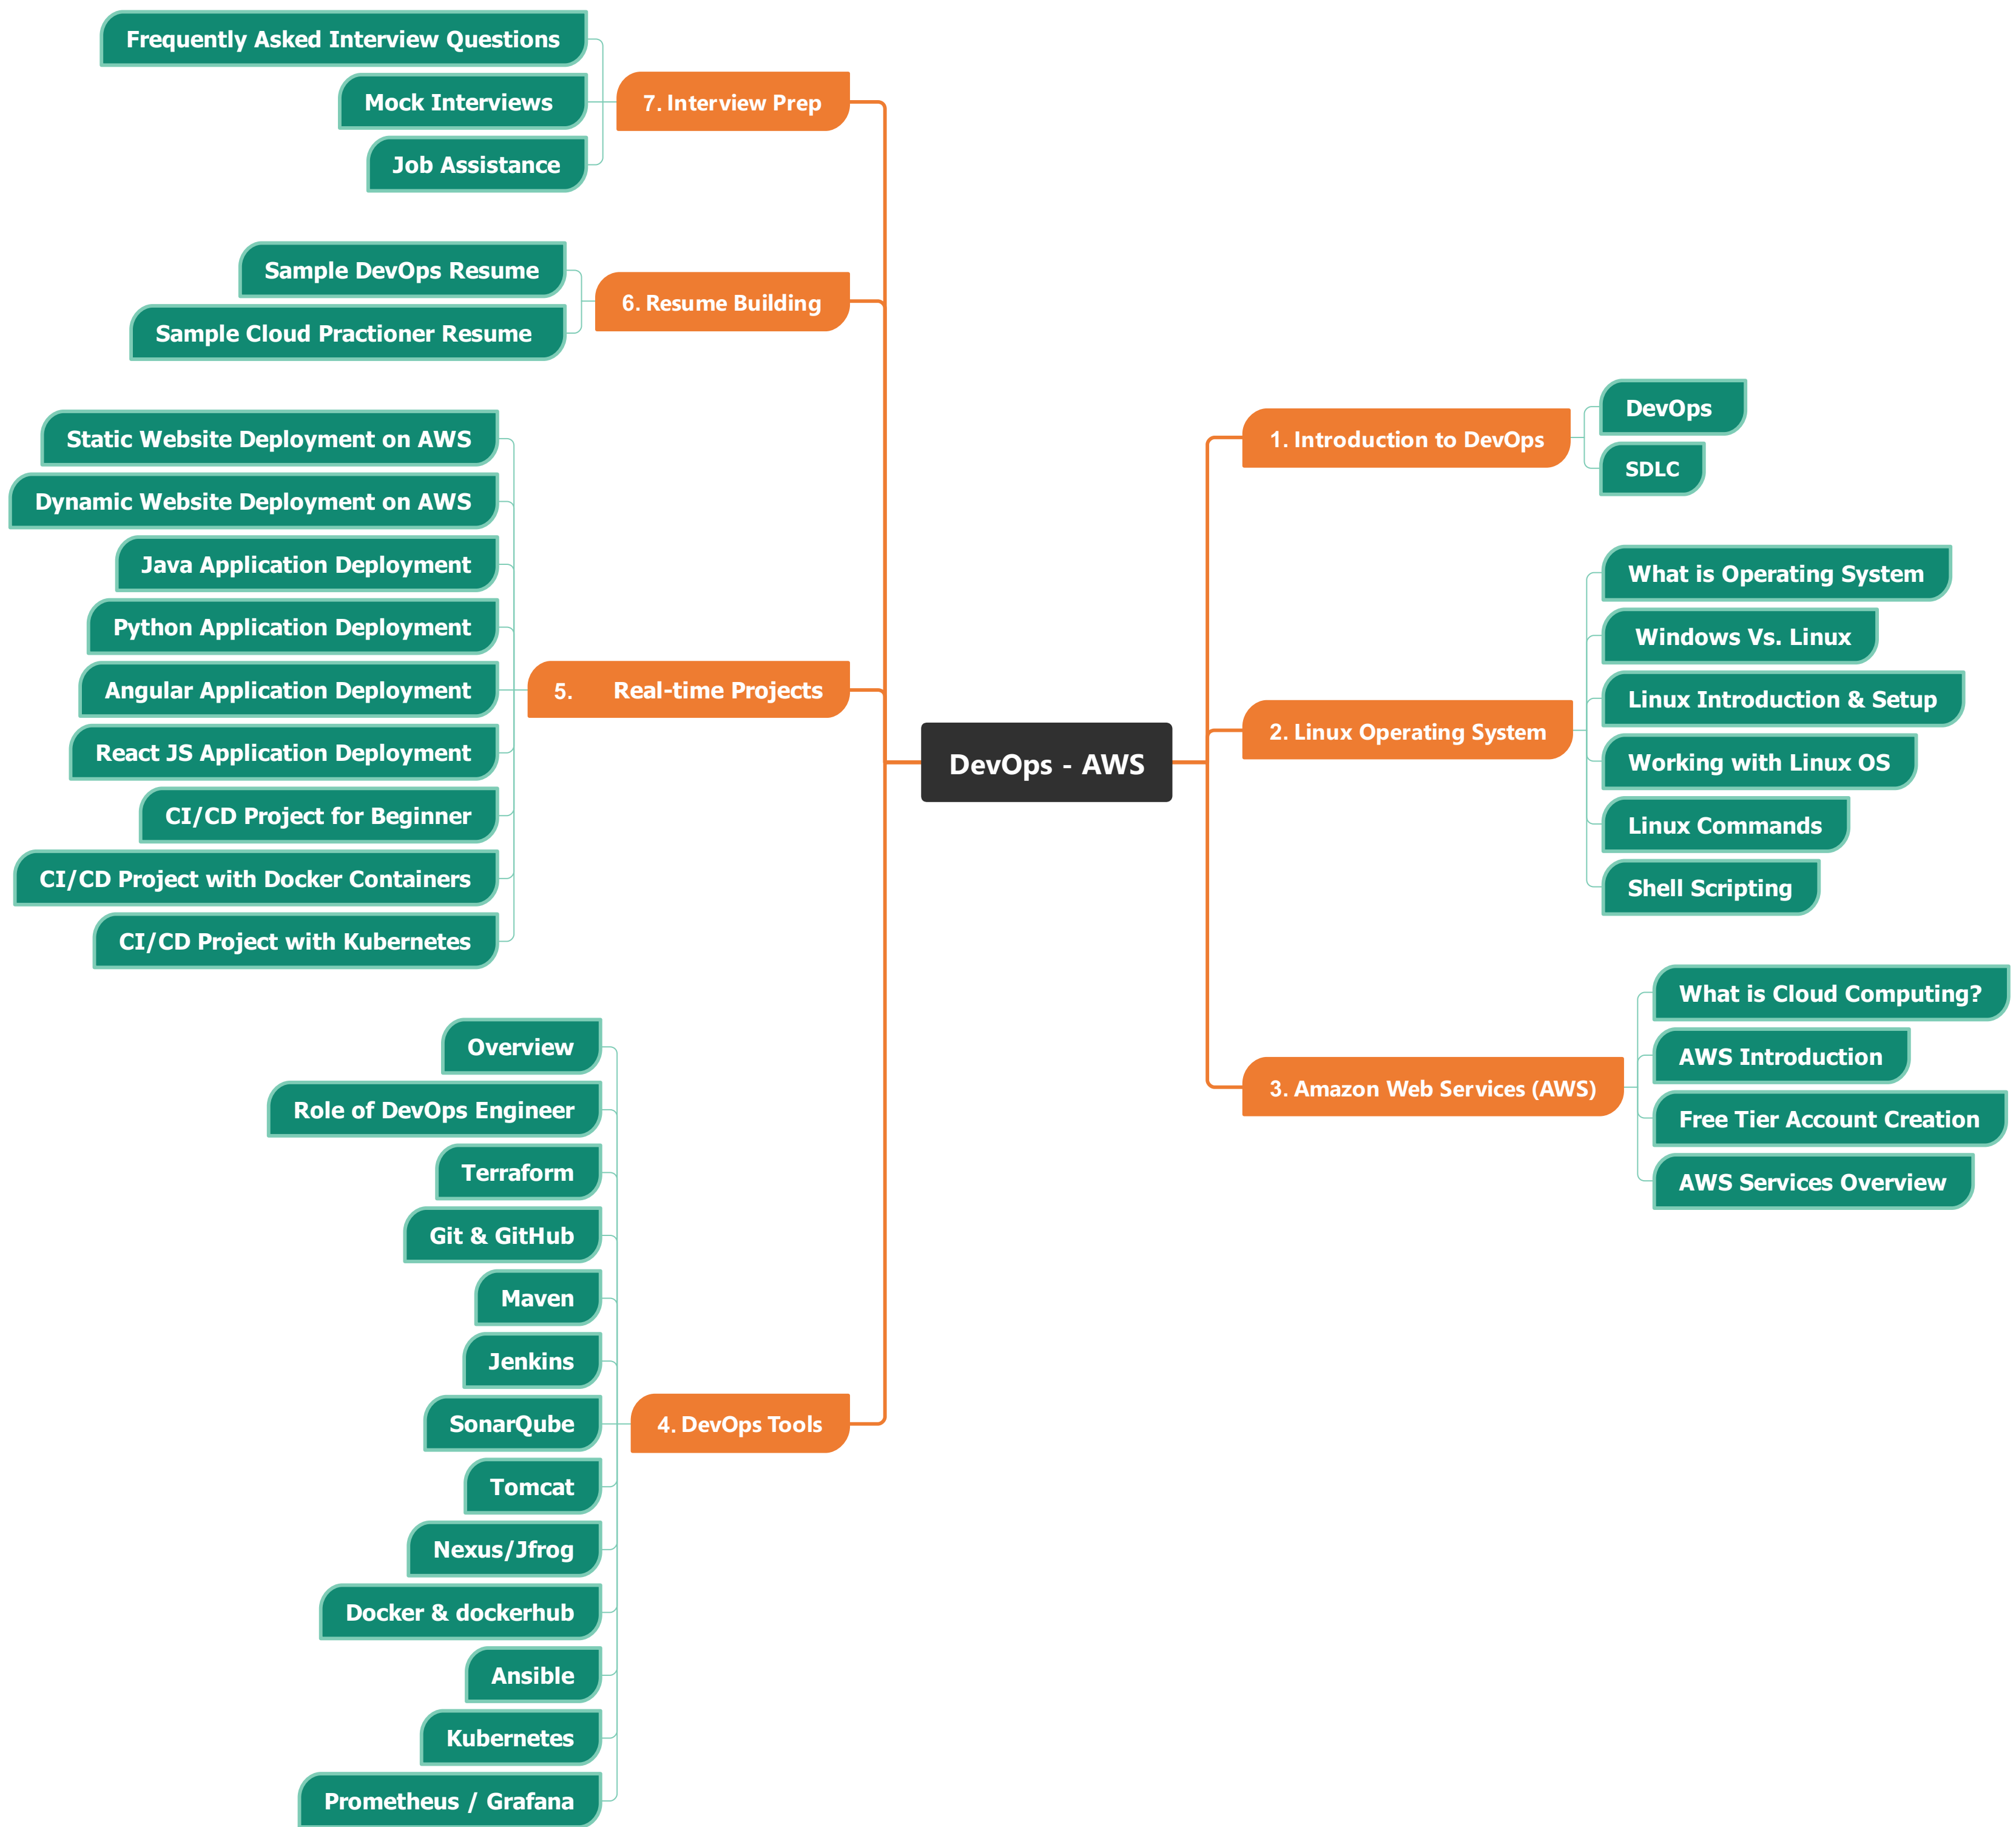 DevOps - AWS
1. Introduction to DevOps
DevOps
SDLC
2. Linux Operating System
What is Operating System
Windows Vs. Linux
Linux Introduction & Setup
Working with Linux OS
Linux Commands
Shell Scripting
3. Amazon Web Services (AWS)
What is Cloud Computing?
AWS Introduction
Free Tier Account Creation
AWS Services Overview
4. DevOps Tools
Overview
Role of DevOps Engineer
Terraform
Git & GitHub
Maven
Jenkins
SonarQube
Tomcat
Nexus/Jfrog
Docker & dockerhub
Ansible
Kubernetes
Prometheus / Grafana
5. Real-time Projects
Static Website Deployment on AWS
Dynamic Website Deployment on AWS
Java Application Deployment
Python Application Deployment
Angular Application Deployment
React JS Application Deployment
CI/CD Project for Beginner
CI/CD Project with Docker Containers
CI/CD Project with Kubernetes
6. Resume Building
Sample DevOps Resume
Sample Cloud Practioner Resume
7. Interview Prep
Frequently Asked Interview Questions
Mock Interviews
Job Assistance